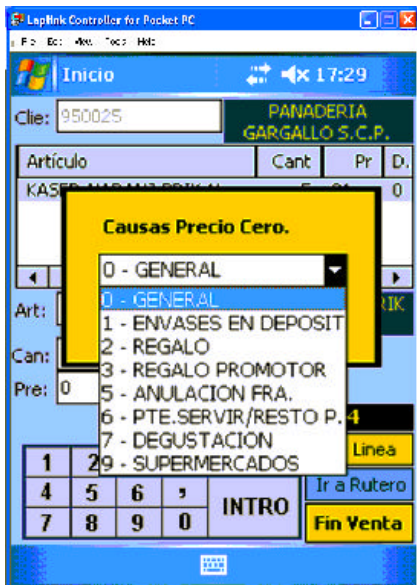 Laplink Controller for Pocket PC
Inicio
17:29
Clie: 950025
PANADERIA
GARGALLO S.C.P.
Artículo Cant Pr D.
0
Causas Precio Cero.
0 - GENERAL
Art:
0 - GENERAL
1 - ENVASES EN DEPOSIT
2 - REGALO
Can:
3 - REGALO PROMOTOR
Pre: 0
5 - ANULACION FRA.
6 - PTE.SERVIR/RESTO P.
7 - DEGUSTACION
9 - SUPERMERCADOS
4
Linea
1 2
4 5 6 , INTRO
Ir a Rutero
7 8 9 0
Fin Venta